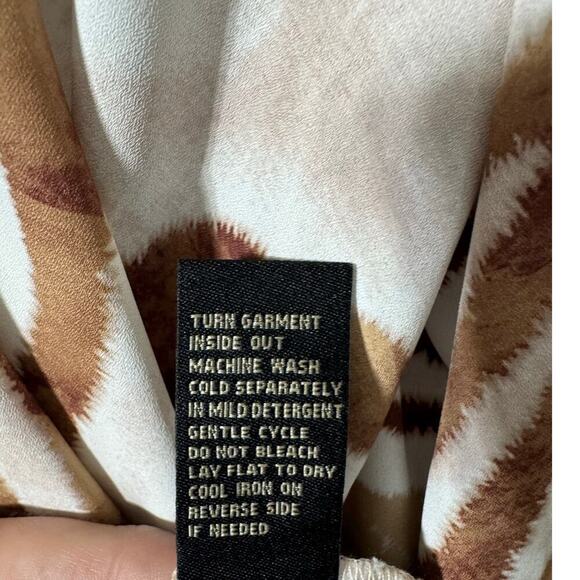 TURN GARMENT
INSIDE OUT
MACHINE WASH
COLD SEPARATELY
IN MILD DETERGENT
GENTLE CYCLE
DO NOT BLEACH
LAY FLAT TO DRY
COOL IRON ON
REVERSE SIDE
IF NEEDED